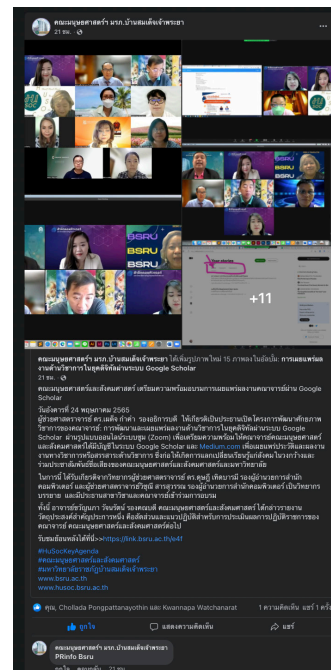 คณะมนุษยศาสตร์ฯ มรภ.บ้านสมเด็จเจ้าพระยา
21 ชม.
BSRU
BSRU
BSRU
+11
คณะมนุษยศาสตร์ฯ มรภ.บ้านสมเด็จเจ้าพระยา ได้เพิ่มรูปภาพใหม่ 15 ภาพลงในอัลบั้ม: การเผยแพร่ผล
งานด้านวิชาการในยุคดิจิทัลผ่านระบบ Google Scholar
21 ชม.
คณะมนุษยศาสตร์และสังคมศาสตร์ เตรียมความพร้อมอบรมการเผยแพร่ผลงานคณาจารย์ผ่าน Google
Scholar
วันอังคารที่ 24 พฤษภาคม 2565
ผู้ช่วยศาสตราจารย์ ดร.เผด็จ ก๋าคำ รองอธิการบดี ให้เกียรติเป็นประธานเปิดโครงการพัฒนาศักยภาพ
วิชาการของคณาจารย์: การพัฒนาและเผยแพร่ผลงานด้านวิชาการในยุคดิจิทัลผ่านระบบ Google
Scholar ผ่านรูปแบบออนไลน์ระบบซูม (Zoom) เพื่อเตรียมความพร้อมให้คณาจารย์คณะมนุษยศาสตร์
และสังคมศาสตร์ได้มีบัญชีในระบบ Google Scholar และ Medium.com เพื่อเผยแพร่ประวัติและผลงาน
งานทางวิชาการหรือสาระด้านวิชาการ ซึ่งก่อให้เกิดการแลกเปลี่ยนเรียนรู้แก่สังคมในวงกว้างและ
ร่วมประชาสัมพันธ์ชื่อเสียงของคณะมนุษยศาสตร์และสังคมศาสตร์และมหาวิทยาลัย
ในการนี้ ได้รับเกียรติจากวิทยากรผู้ช่วยศาสตราจารย์ ดร.ดุษฎี เทิดบารมี รองผู้อำนวยการสำนัก
คอมพิวเตอร์ และผู้ช่วยศาสตราจารย์วิชุณี สารสุวรรณ รองผู้อำนวยการสำนักคอมพิวเตอร์ เป็นวิทยากร
บรรยาย และมีประธานสาขาวิชาและคณาจารย์เข้าร่วมการอบรม
ทั้งนี้ อาจารย์ขวัญนภา วัจนรัตน์ รองคณบดี คณะมนุษยศาสตร์และสังคมศาสตร์ ได้กล่าวรายงาน
วัตถุประสงค์สำคัญประการหนึ่ง คือสัดส่วนและแนวปฏิบัติสำหรับการประเมินผลการปฏิบัติราชการของ
คณาจารย์ คณะมนุษยศาสตร์และสังคมศาสตร์ต่อไป
รับชมย้อนหลังได้ที่นี่>>https://link.bsru.ac.th/e4f
#HuSocKeyAgenda
#คณะมนุษยศาสตร์และสังคมศาสตร์
#มหาวิทยาลัยราชภัฏบ้านสมเด็จเจ้าพระยา
www.bsru.ac.th
www.husoc.bsru.ac.th
คุณ, Chollada Pongpattanayothin และ Kwannapa Watchanarat
1 ความคิดเห็น แชร์ 1 ครั้ง
ถูกใจ
แสดงความคิดเห็น
แชร์
คณะมนุษยศาสตร์ฯ มรภ.บ้านสมเด็จเจ้าพระยา
PRinfo Bsru